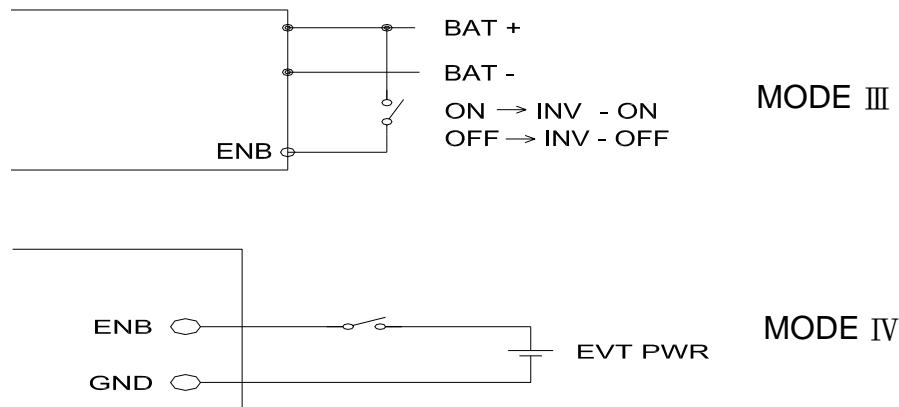 BAT +
BAT -
MODE Ⅲ
ON → INV - ON
OFF → INV - OFF
ENB
ENB
MODE Ⅳ
EVT PWR
GND